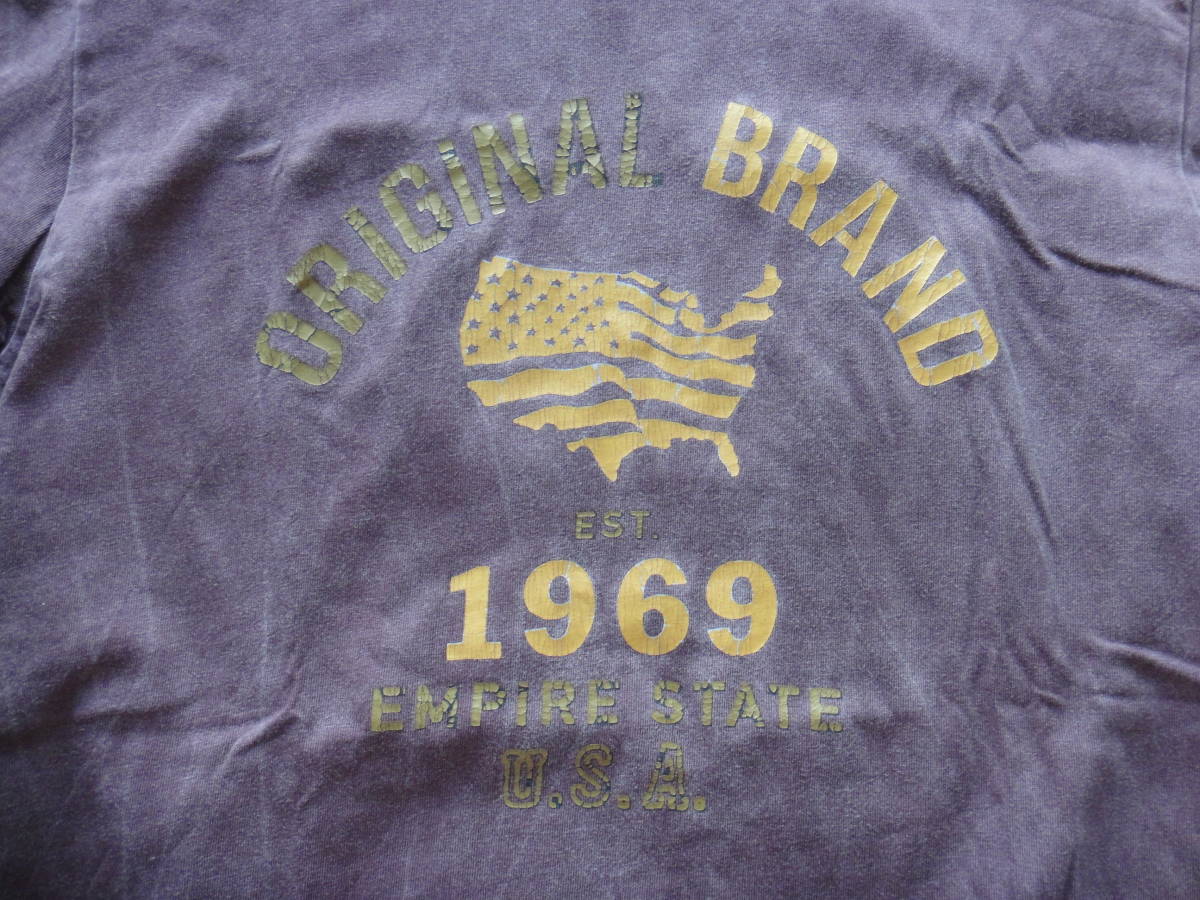 ORIGINAL BRAND
EST.
1969
EMPIRE STATE
U.S.A.